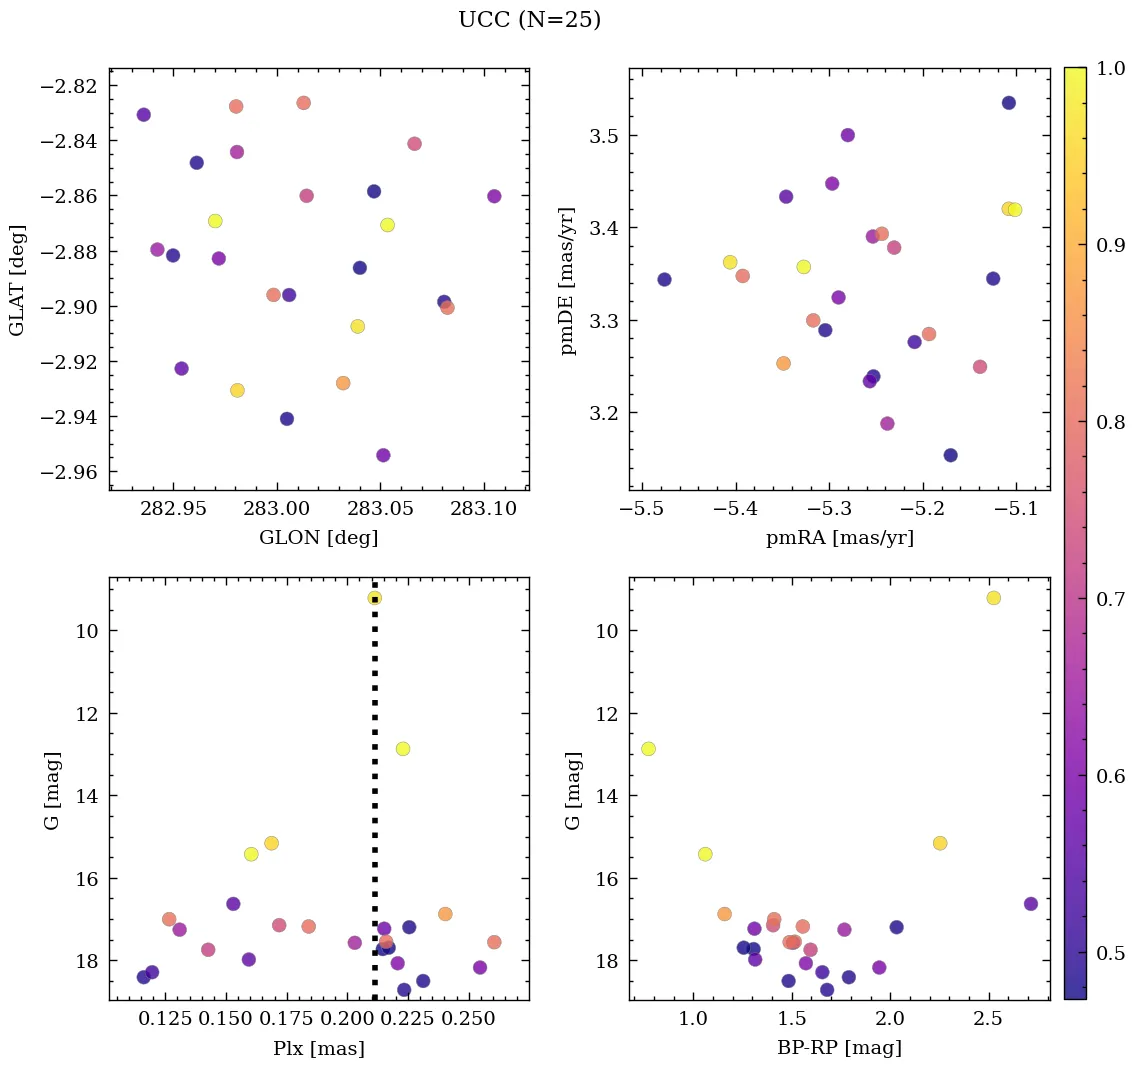 UCC (N=25)
−2.82
−2.84
−2.86
−2.88
−2.90
−2.92
−2.94
−2.96
GLAT [deg]
282.95 283.00 283.05 283.10
GLON [deg]
3.5
3.4
3.3
3.2
pmDE [mas/yr]
−5.5 −5.4 −5.3 −5.2 −5.1
pmRA [mas/yr]
10
12
14
16
18
G [mag]
0.125 0.150 0.175 0.200 0.225 0.250
Plx [mas]
10
12
14
16
18
G [mag]
1.0 1.5 2.0 2.5
BP-RP [mag]
1.0
0.9
0.8
0.7
0.6
0.5